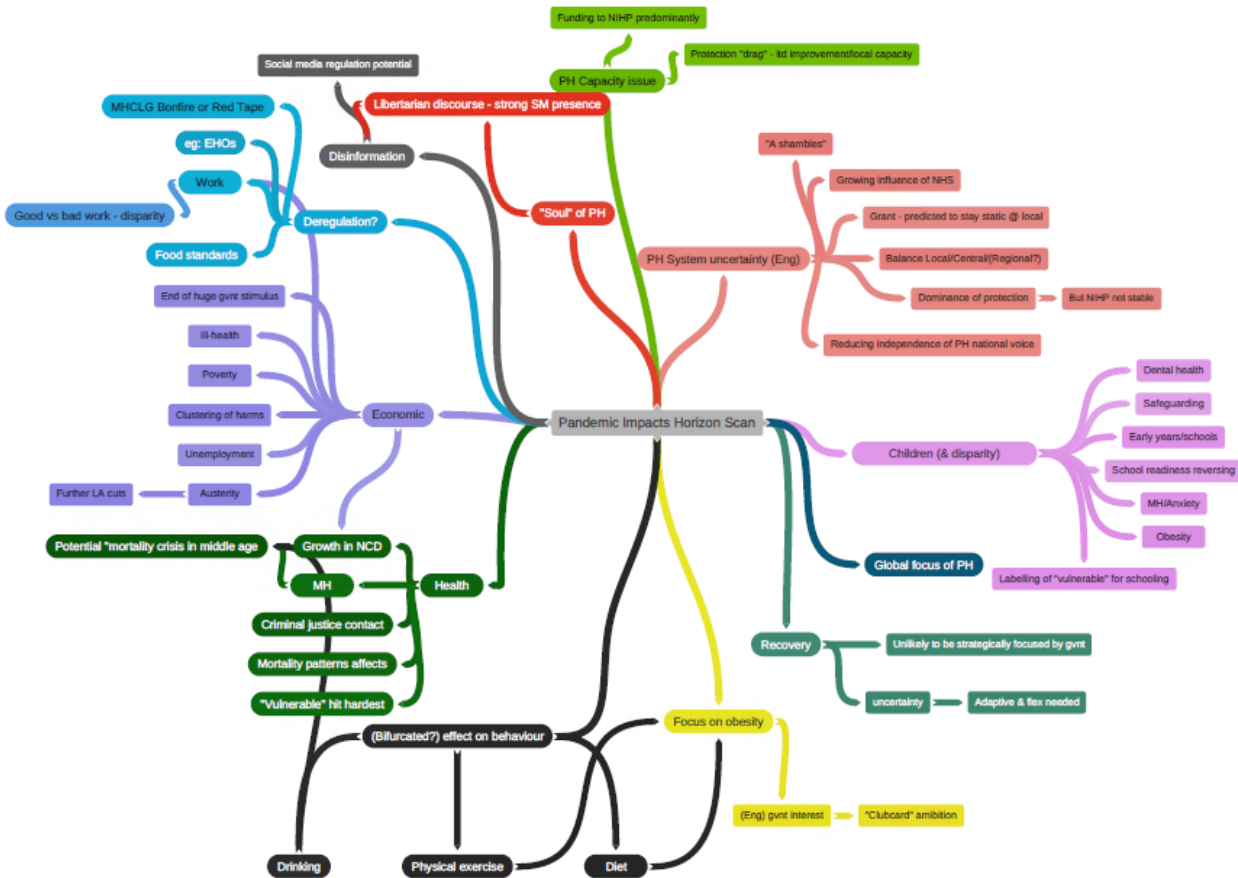 Funding to NIHP predominantly
Protection "drag" - ltd improvement/local capacity
PH Capacity issue
Social media regulation potential
Libertarian discourse - strong SM presence
Disinformation
"Soul" of PH
MHCLG Bonfire or Red Tape
eg: EHOs
Work
Good vs bad work - disparity
Deregulation?
Food standards
"A shambles"
Growing influence of NHS
Grant - predicted to stay static @ local
PH System uncertainty (Eng)
Balance Local/Central/(Regional?)
Dominance of protection
But NIHP not stable
Reducing independence of PH national voice
End of huge gvnt stimulus
Ill-health
Poverty
Clustering of harms
Economic
Unemployment
Further LA cuts
Austerity
Pandemic Impacts Horizon Scan
Dental health
Safeguarding
Early years/schools
Children (& disparity)
School readiness reversing
MH/Anxiety
Obesity
Labelling of "vulnerable" for schooling
Global focus of PH
Potential "mortality crisis in middle age
Growth in NCD
MH
Health
Criminal justice contact
Mortality patterns affects
"Vulnerable" hit hardest
Recovery
Unlikely to be strategically focused by gvnt
uncertainty
Adaptive & flex needed
(Bifurcated?) effect on behaviour
Focus on obesity
(Eng) gvnt interest
"Clubcard" amibition
Drinking
Physical exercise
Diet